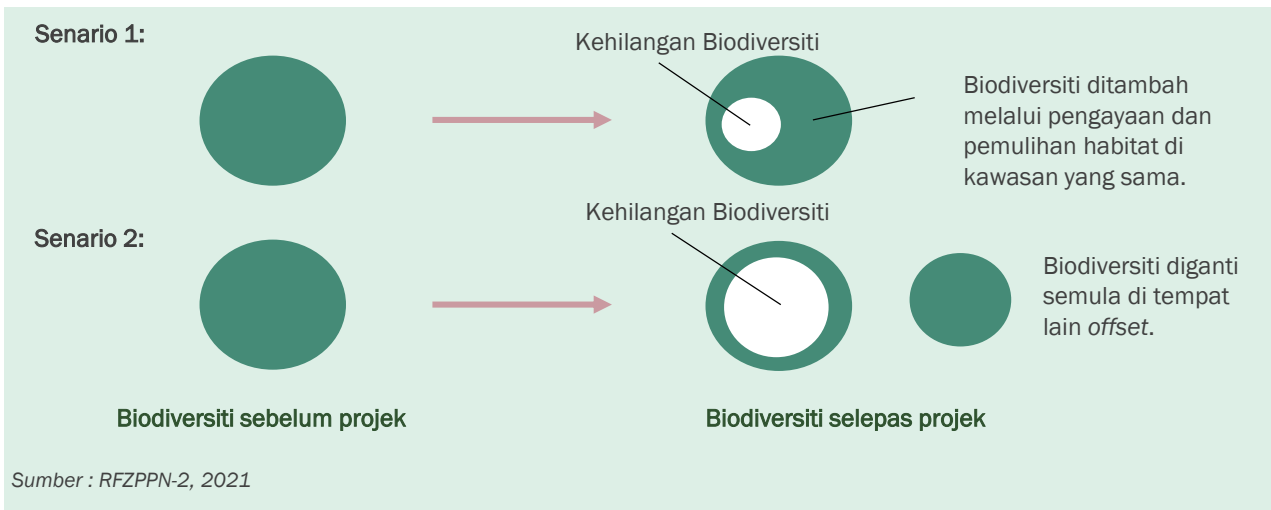 Senario 1:
Kehilangan Biodiversiti
Biodiversiti ditambah
melalui pengayaan dan
pemulihan habitat di
kawasan yang sama.
Senario 2:
Kehilangan Biodiversiti
Biodiversiti diganti
semula di tempat
lain offset.
Biodiversiti sebelum projek
Biodiversiti selepas projek
Sumber : RFZPPN-2, 2021